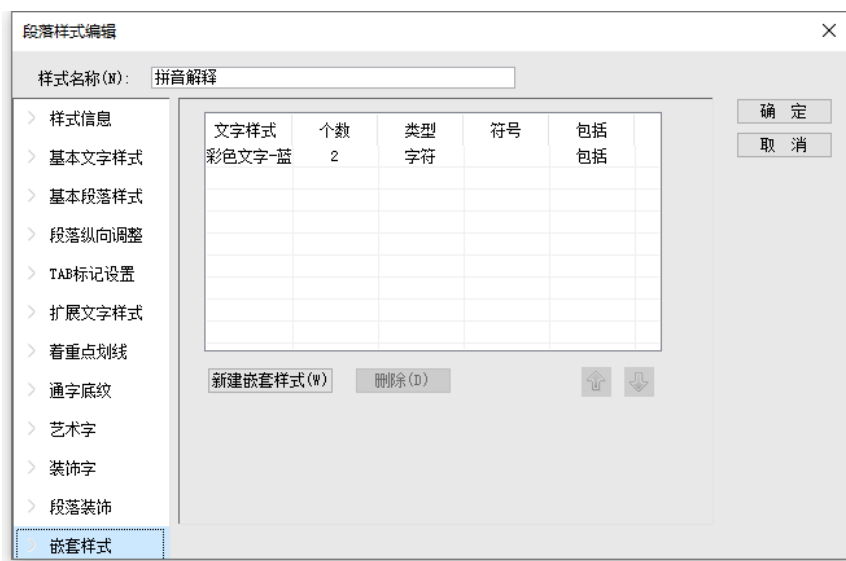 段落样式编辑
样式名称(N): 拼音解释
样式信息
基本文字样式
基本段落样式
段落纵向调整
TAB标记设置
扩展文字样式
着重点划线
通字底纹
艺术字
装饰字
段落装饰
嵌套样式
文字样式 个数 类型 符号 包括
彩色文字-蓝 2 字符 包括
新建嵌套样式(W) 删除(D)
确 定
取 消